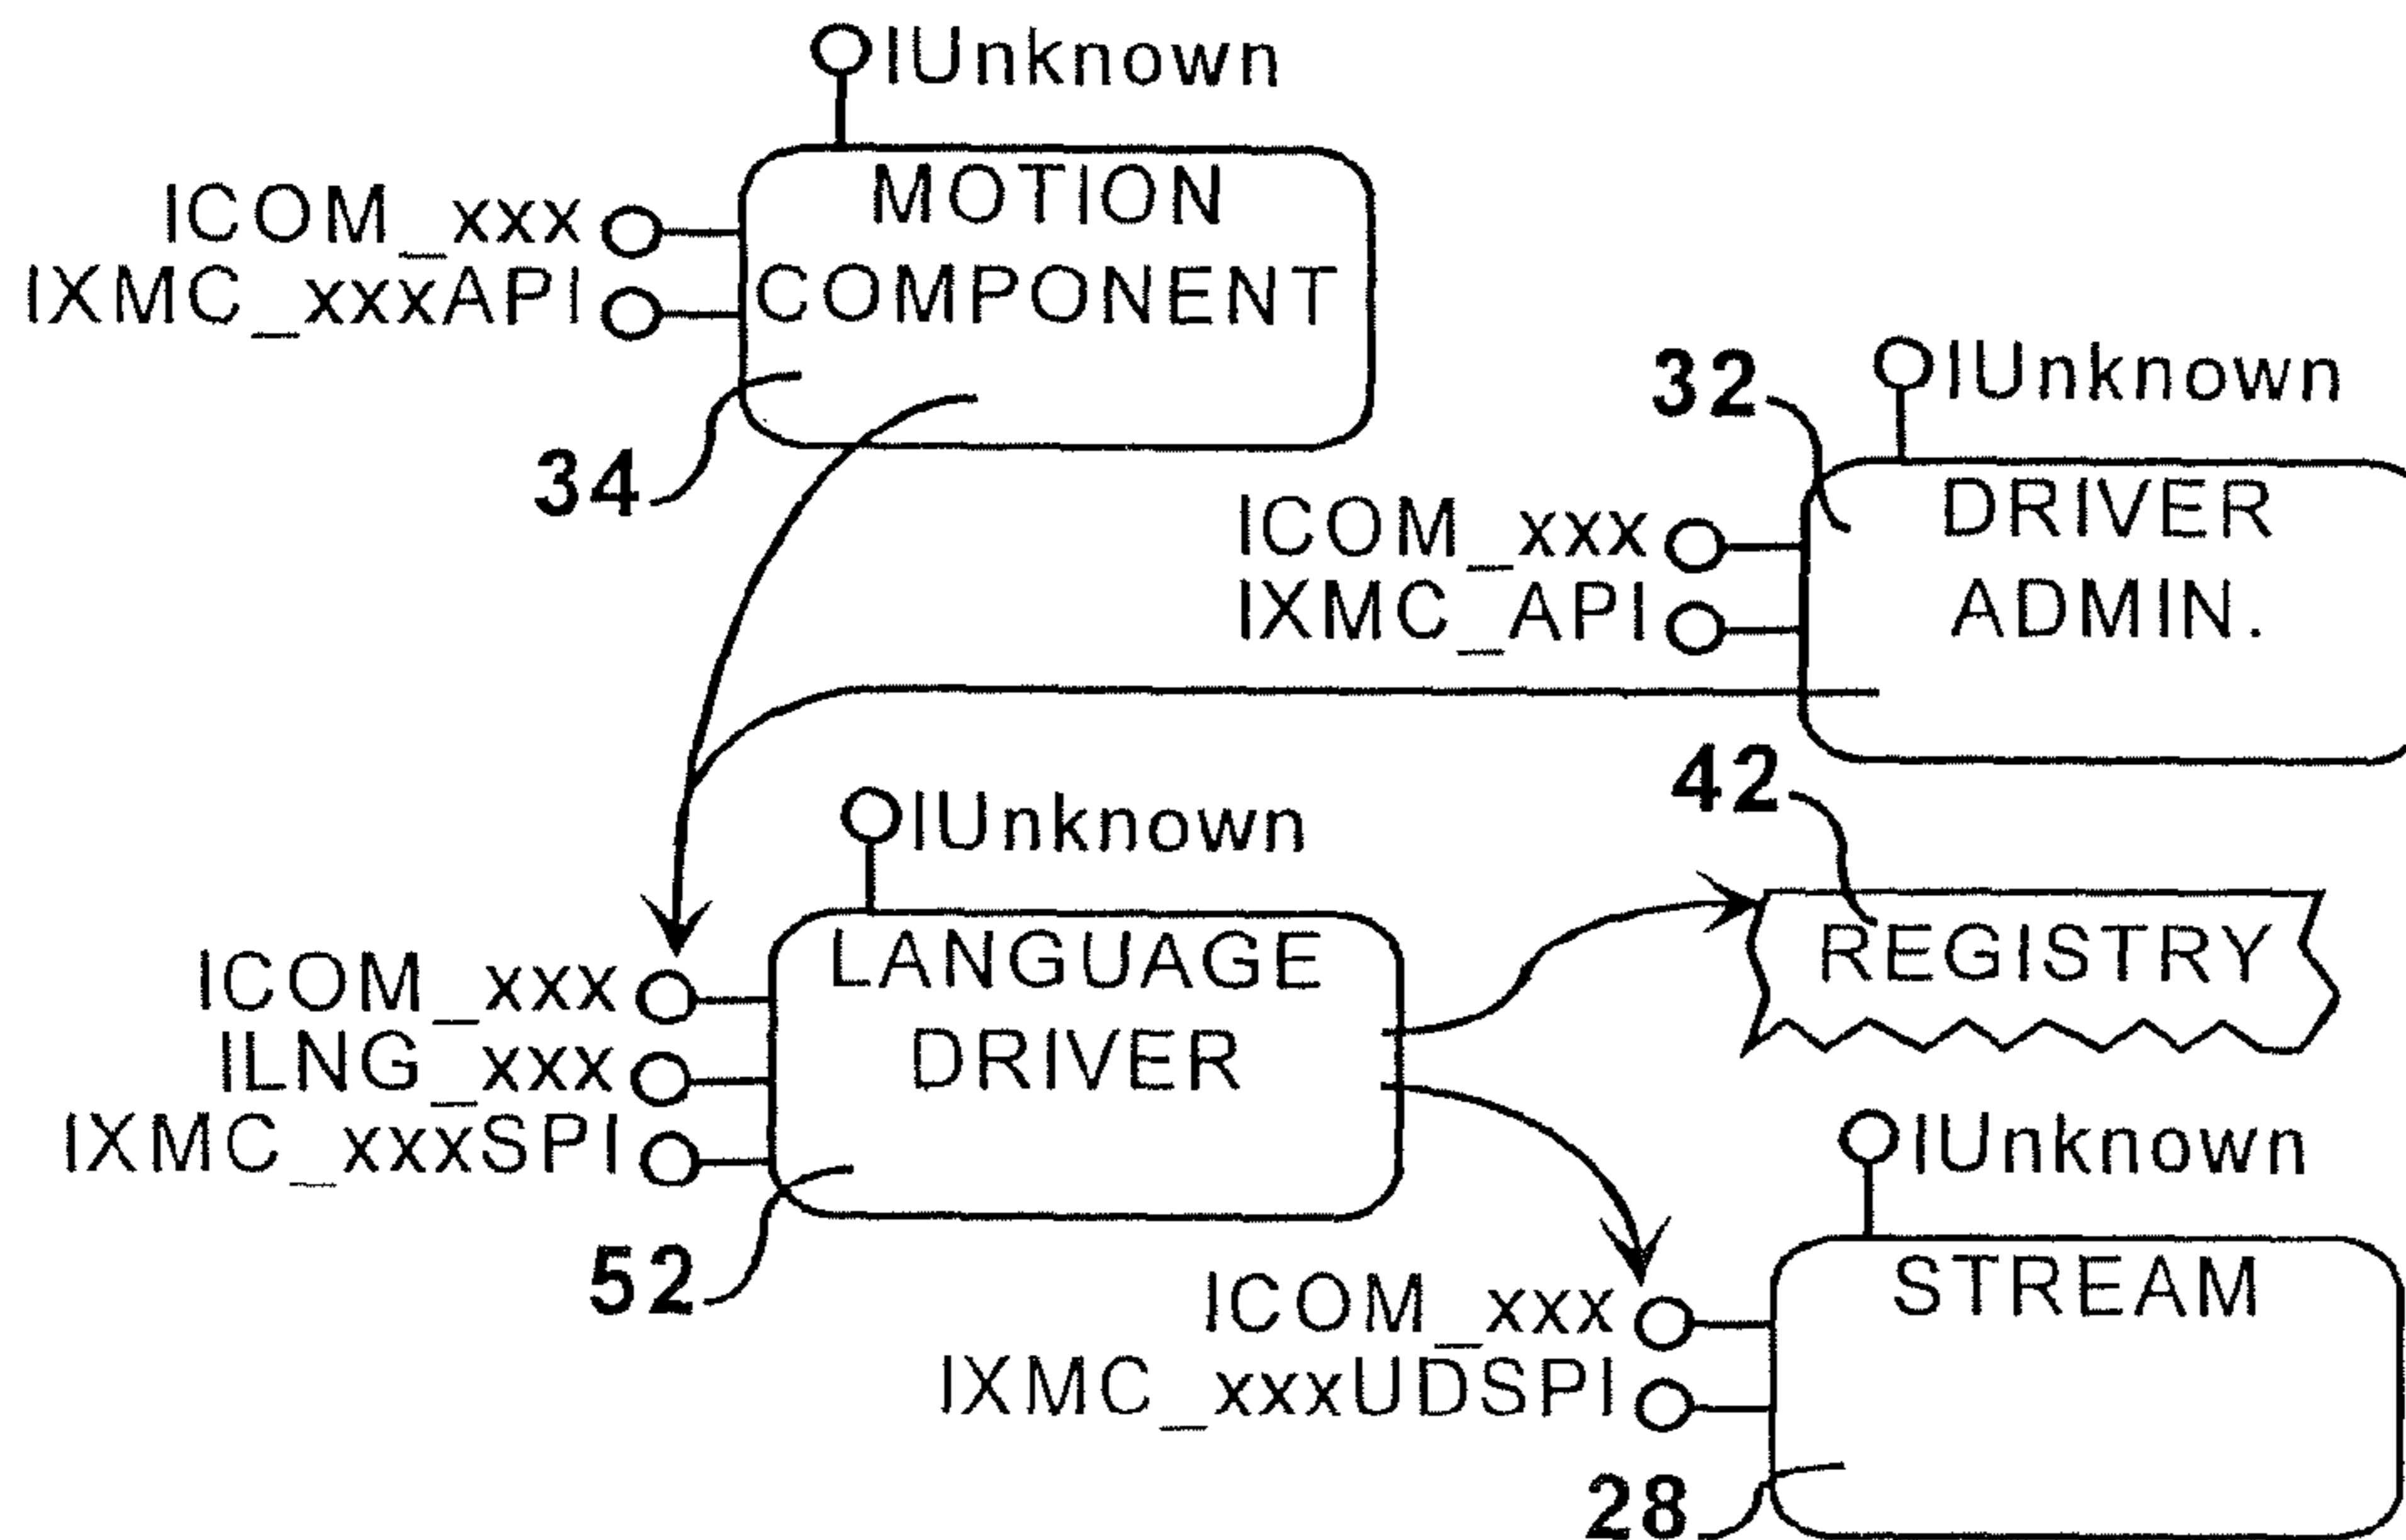 IUnknown
MOTION
COMPONENT
ICOM_xxx
IXMC_xxxAPI
34
32
IUnknown
DRIVER
ADMIN.
ICOM_xxx
IXMC_API
42
REGISTRY
IUnknown
LANGUAGE
DRIVER
ICOM_xxx
ILNG_xxx
IXMC_xxxSPI
52
IUnknown
STREAM
ICOM_xxx
IXMC_xxxUDSPI
28